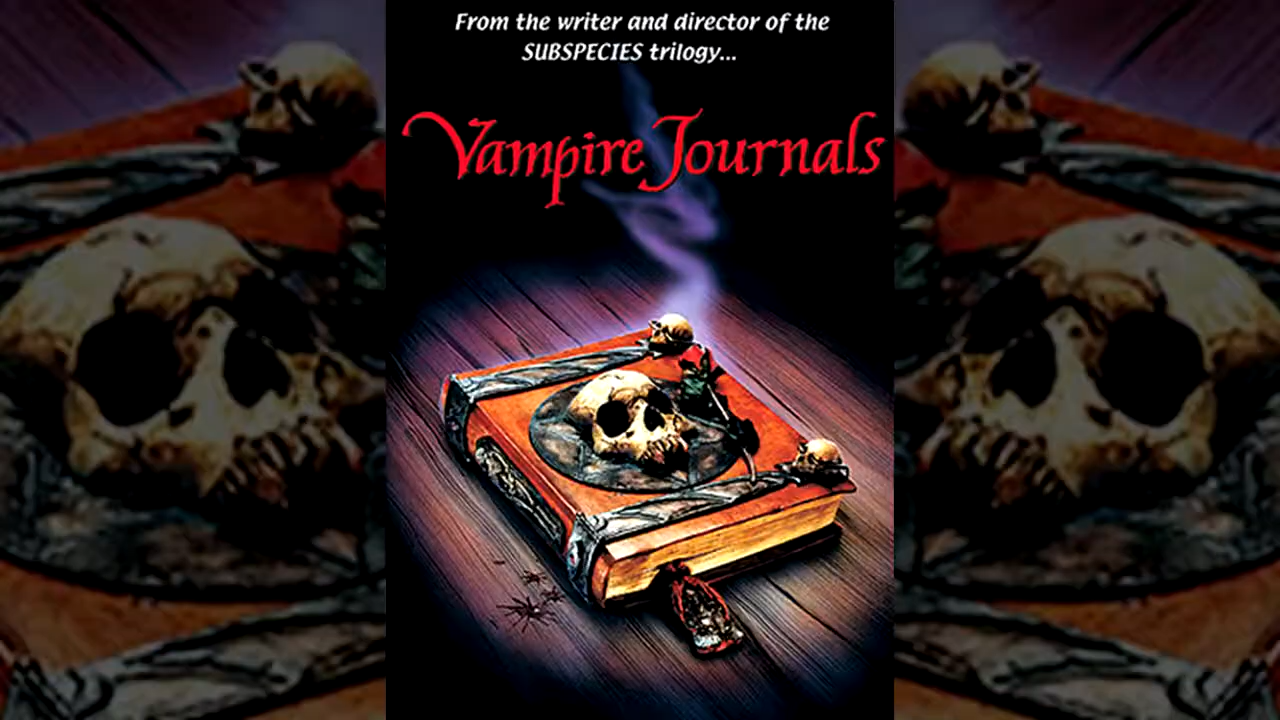 From the writer and director of the
SUBSPECIES trilogy...
Vampire Journals